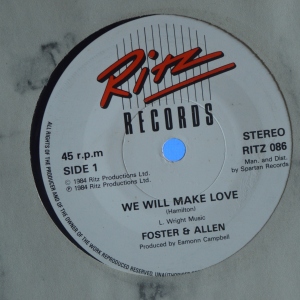 Ritz
RECORDS
45 r.p.m
SIDE 1
℗ 1984 Ritz Productions Ltd.
© 1984 Ritz Productions Ltd.
STEREO
RITZ 086
Man. and Dist.
by Spartan Records
WE WILL MAKE LOVE
(Hamilton)
L. Wright Music
FOSTER & ALLEN
Produced by Eamonn Campbell
ALL RIGHTS OF THE PRODUCER AND OF THE OWNER OF THE WORK REPRODUCED RESERVED.